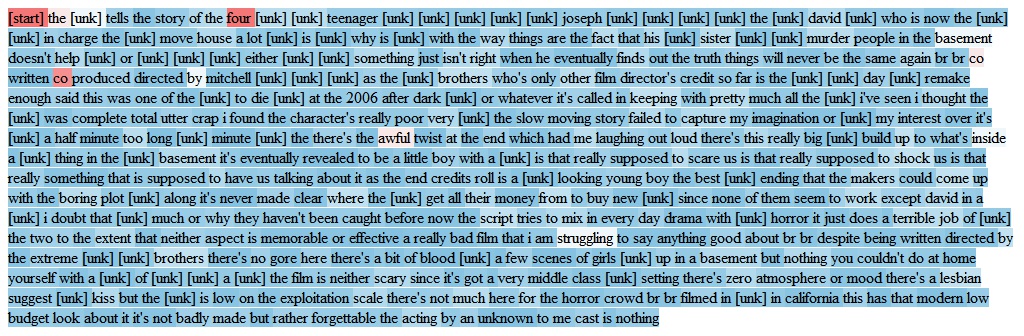 [start] the [unk] tells the story of the four [unk] [unk] teenager [unk] [unk] [unk] [unk] [unk] joseph [unk] [unk] [unk] [unk] the [unk] david [unk] who is now the [unk]
[unk] in charge the [unk] move house a lot [unk] is [unk] why is [unk] with the way things are the fact that his [unk] sister [unk] [unk] murder people in the basement
doesn't help [unk] or [unk] [unk] [unk] either [unk] [unk] something just isn't right when he eventually finds out the truth things will never be the same again br br co
written co produced directed by mitchell [unk] [unk] [unk] as the [unk] brothers who's only other film director's credit so far is the [unk] [unk] day [unk] remake
enough said this was one of the [unk] to die [unk] at the 2006 after dark [unk] or whatever it's called in keeping with pretty much all the [unk] i've seen i thought the
[unk] was complete total utter crap i found the character's really poor very [unk] the slow moving story failed to capture my imagination or [unk] my interest over it's
[unk] a half minute too long [unk] minute [unk] the there's the awful twist at the end which had me laughing out loud there's this really big [unk] build up to what's inside
a [unk] thing in the [unk] basement it's eventually revealed to be a little boy with a [unk] is that really supposed to scare us is that really supposed to shock us is that
really something that is supposed to have us talking about it as the end credits roll is a [unk] looking young boy the best [unk] ending that the makers could come up
with the boring plot [unk] along it's never made clear where the [unk] get all their money from to buy new [unk] since none of them seem to work except david in a
[unk] i doubt that [unk] much or why they haven't been caught before now the script tries to mix in every day drama with [unk] horror it just does a terrible job of [unk]
the two to the extent that neither aspect is memorable or effective a really bad film that i am struggling to say anything good about br br despite being written directed by
the extreme [unk] [unk] brothers there's no gore here there's a bit of blood [unk] a few scenes of girls [unk] up in a basement but nothing you couldn't do at home
yourself with a [unk] of [unk] [unk] a [unk] the film is neither scary since it's got a very middle class [unk] setting there's zero atmosphere or mood there's a lesbian
suggest [unk] kiss but the [unk] is low on the exploitation scale there's not much here for the horror crowd br br filmed in [unk] in california this has that modern low
budget look about it it's not badly made but rather forgettable the acting by an unknown to me cast is nothing